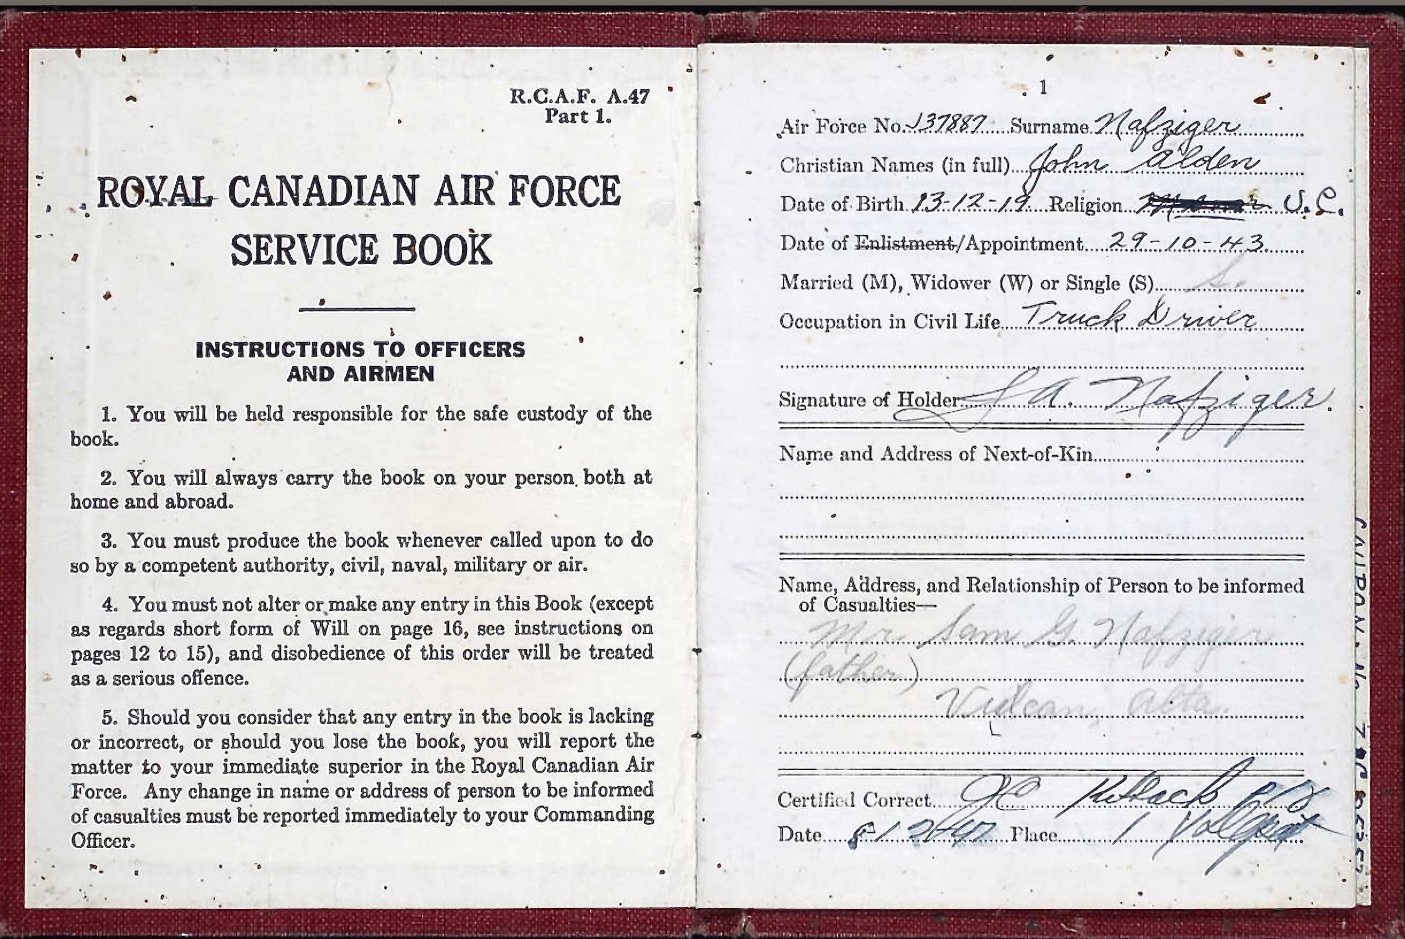 R.C.A.F. A.47
Part 1.
ROYAL CANADIAN AIR FORCE
SERVICE BOOK
INSTRUCTIONS TO OFFICERS
AND AIRMEN
1. You will be held responsible for the safe custody of the
book.
2. You will always carry the book on your person both at
home and abroad.
3. You must produce the book whenever called upon to do
so by a competent authority, civil, naval, military or air.
4. You must not alter or make any entry in this Book (except
as regards short form of Will on page 16, see instructions on
pages 12 to 15), and disobedience of this order will be treated
as a serious offence.
5. Should you consider that any entry in the book is lacking
or incorrect, or should you lose the book, you will report the
matter to your immediate superior in the Royal Canadian Air
Force. Any change in name or address of person to be informed
of casualties must be reported immediately to your Commanding
Officer.
1
Air Force No. J37887 Surname Nafziger
Christian Names (in full) John Alden
Date of Birth 13-12-19 Religion U.C.
Date of Enlistment/Appointment 29-10-43
Married (M), Widower (W) or Single (S) S.
Occupation in Civil Life Truck Driver
Signature of Holder J A. Nafziger.
Name and Address of Next-of-Kin
Name, Address, and Relationship of Person to be informed
of Casualties—
Mr. Sam G. Nafziger
(father)
Vulcan, Alta.
Certified Correct
Date Place